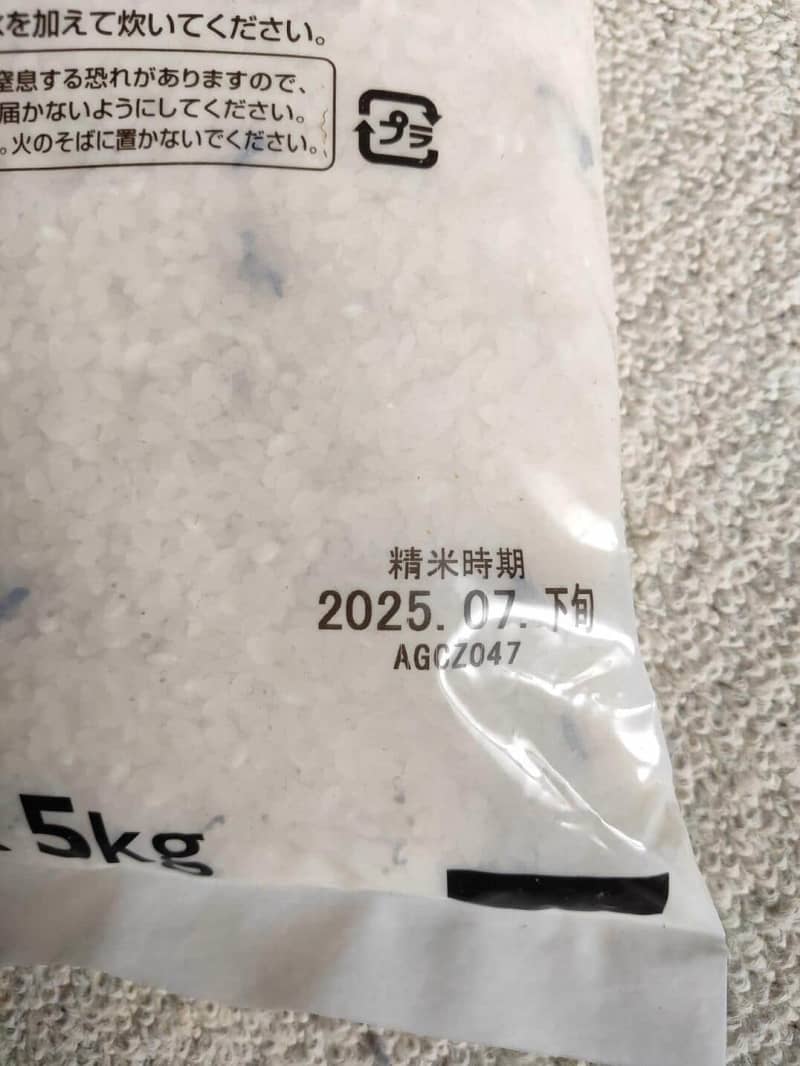 を加えて炊いてください。
窒息する恐れがありますので、
届かないようにしてください。
。火のそばに置かないでください。
プラ
精米時期
2025.07.下旬
AGCZ047
5kg